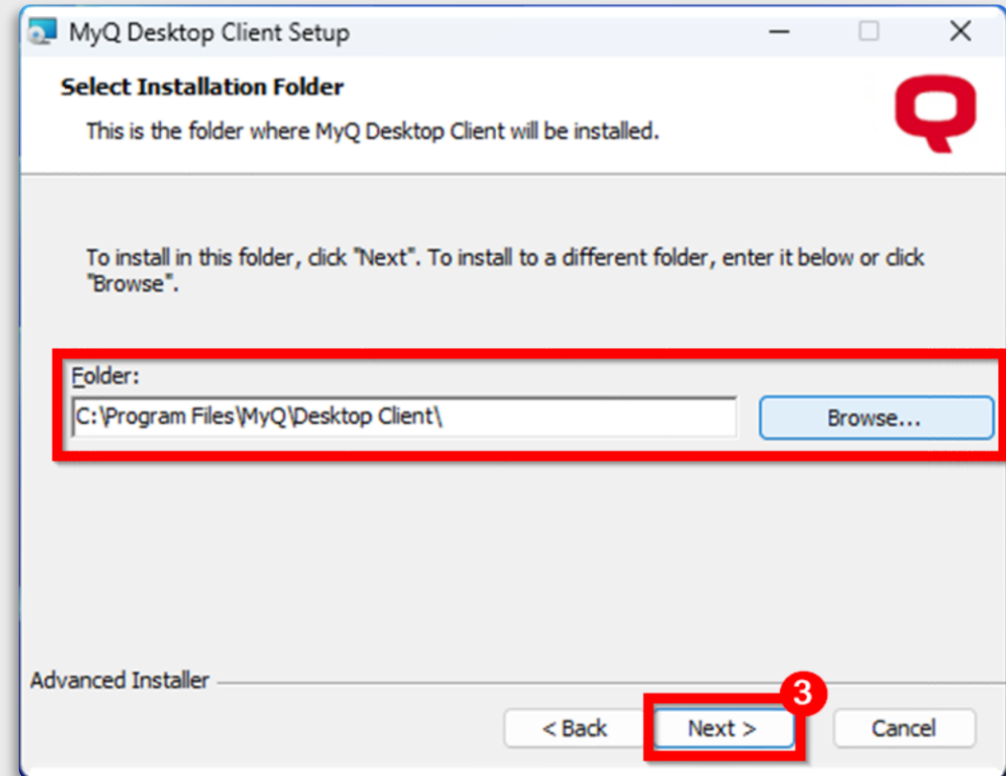 MyQ Desktop Client Setup
Select Installation Folder
This is the folder where MyQ Desktop Client will be installed.
To install in this folder, click "Next". To install to a different folder, enter it below or click
"Browse".
Folder:
C:\Program Files\MyQ\Desktop Client\
Browse...
Advanced Installer
3
< Back
Next >
Cancel